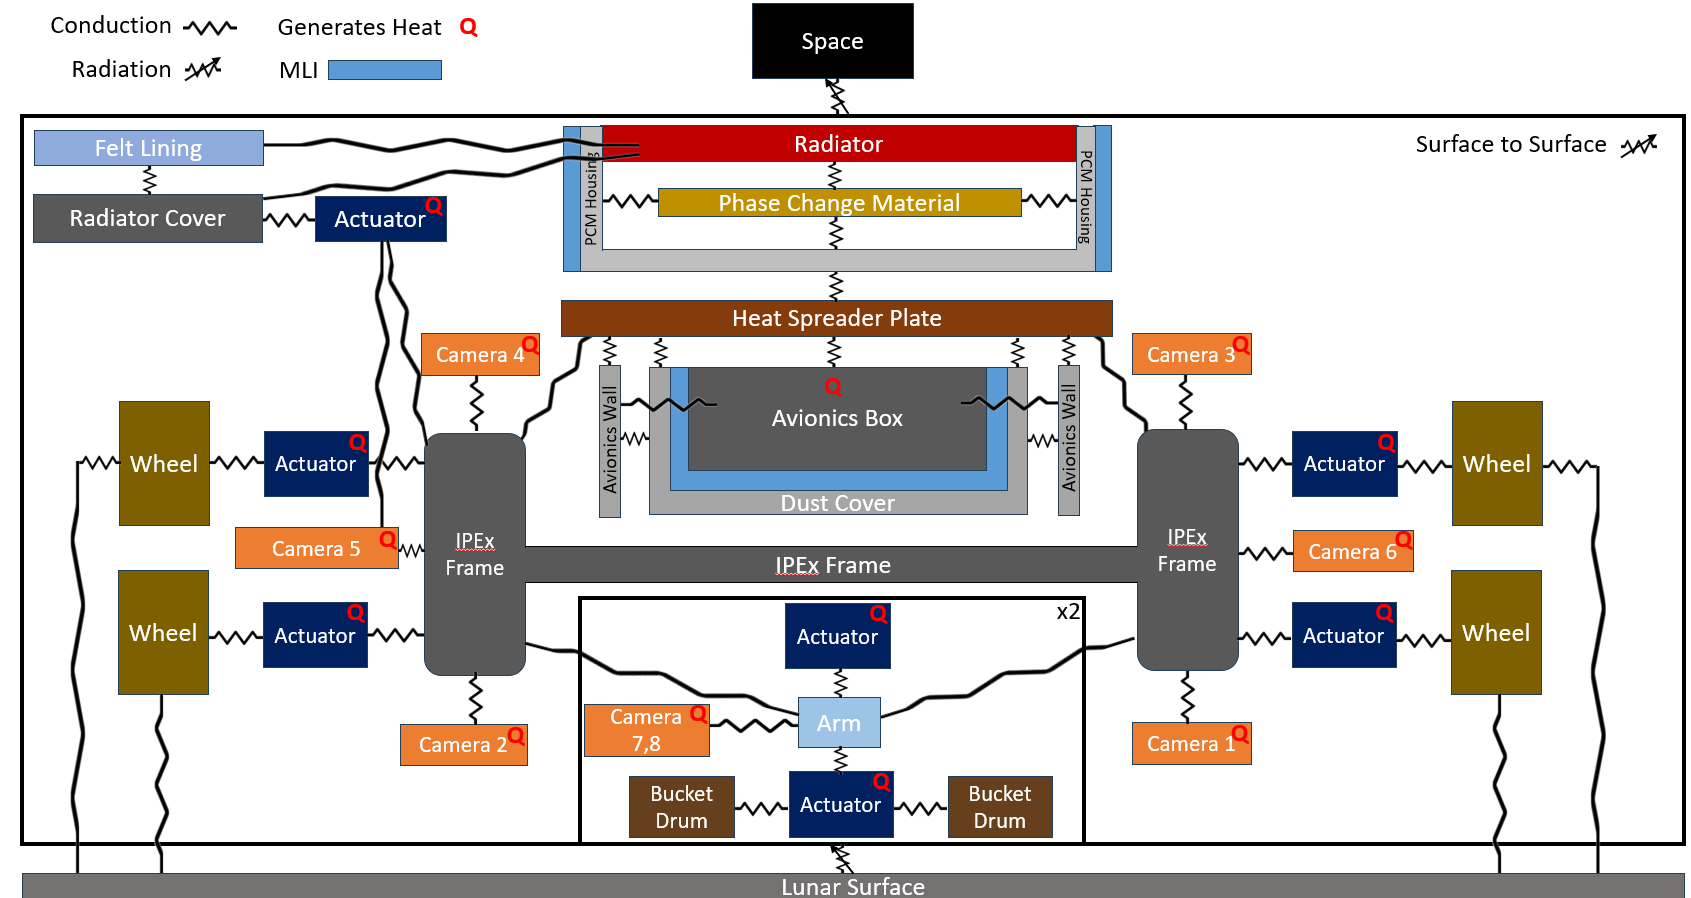 Conduction
Generates Heat Q
Radiation
MLI
Space
Surface to Surface
Felt Lining
Radiator Cover
Actuator Q
PCM Housing
Radiator
Phase Change Material
PCM Housing
Heat Spreader Plate
Camera 4 Q
Camera 3 Q
Avionics Wall
Q
Avionics Box
Dust Cover
Avionics Wall
Wheel
Actuator Q
Camera 5 Q
Wheel
Actuator Q
IPEx
Frame
IPEx Frame
IPEx
Frame
Actuator Q
Wheel
Camera 6 Q
Actuator Q
Wheel
Camera 2 Q
Camera 1 Q
x2
Actuator Q
Camera Q
7,8
Arm
Bucket
Drum
Actuator Q
Bucket
Drum
Lunar Surface